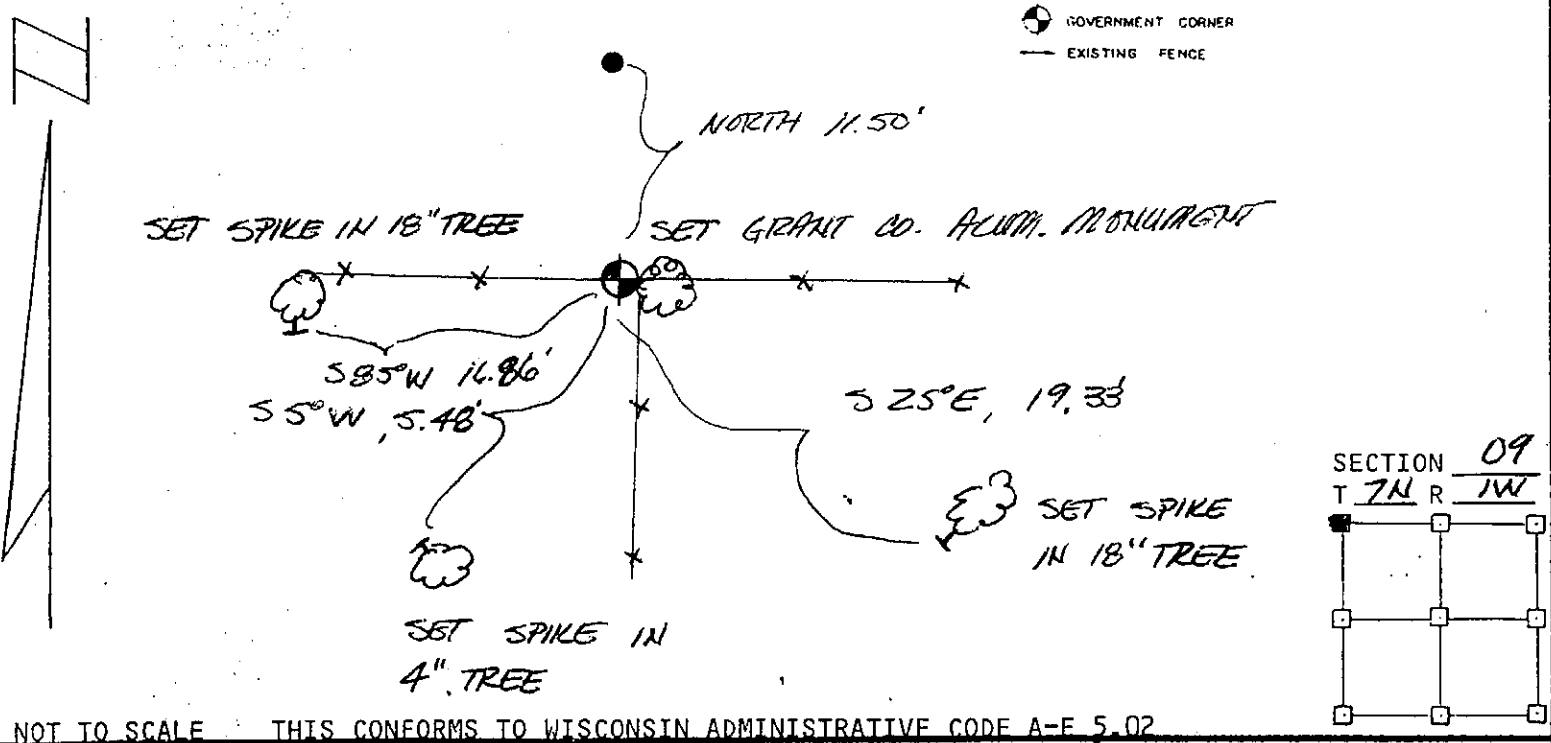 GOVERNMENT CORNER
EXISTING FENCE
NORTH 11.50'
SET SPIKE IN 18" TREE
SET GRANT CO. ALUM. MONUMENT
S85°W 16.86'
S5°W, 5.48'
S 25°E, 19.33'
SET SPIKE
IN 18" TREE
SET SPIKE IN
4" TREE
SECTION 09
T 7N R 1W
NOT TO SCALE THIS CONFORMS TO WISCONSIN ADMINISTRATIVE CODE A-E 5.02